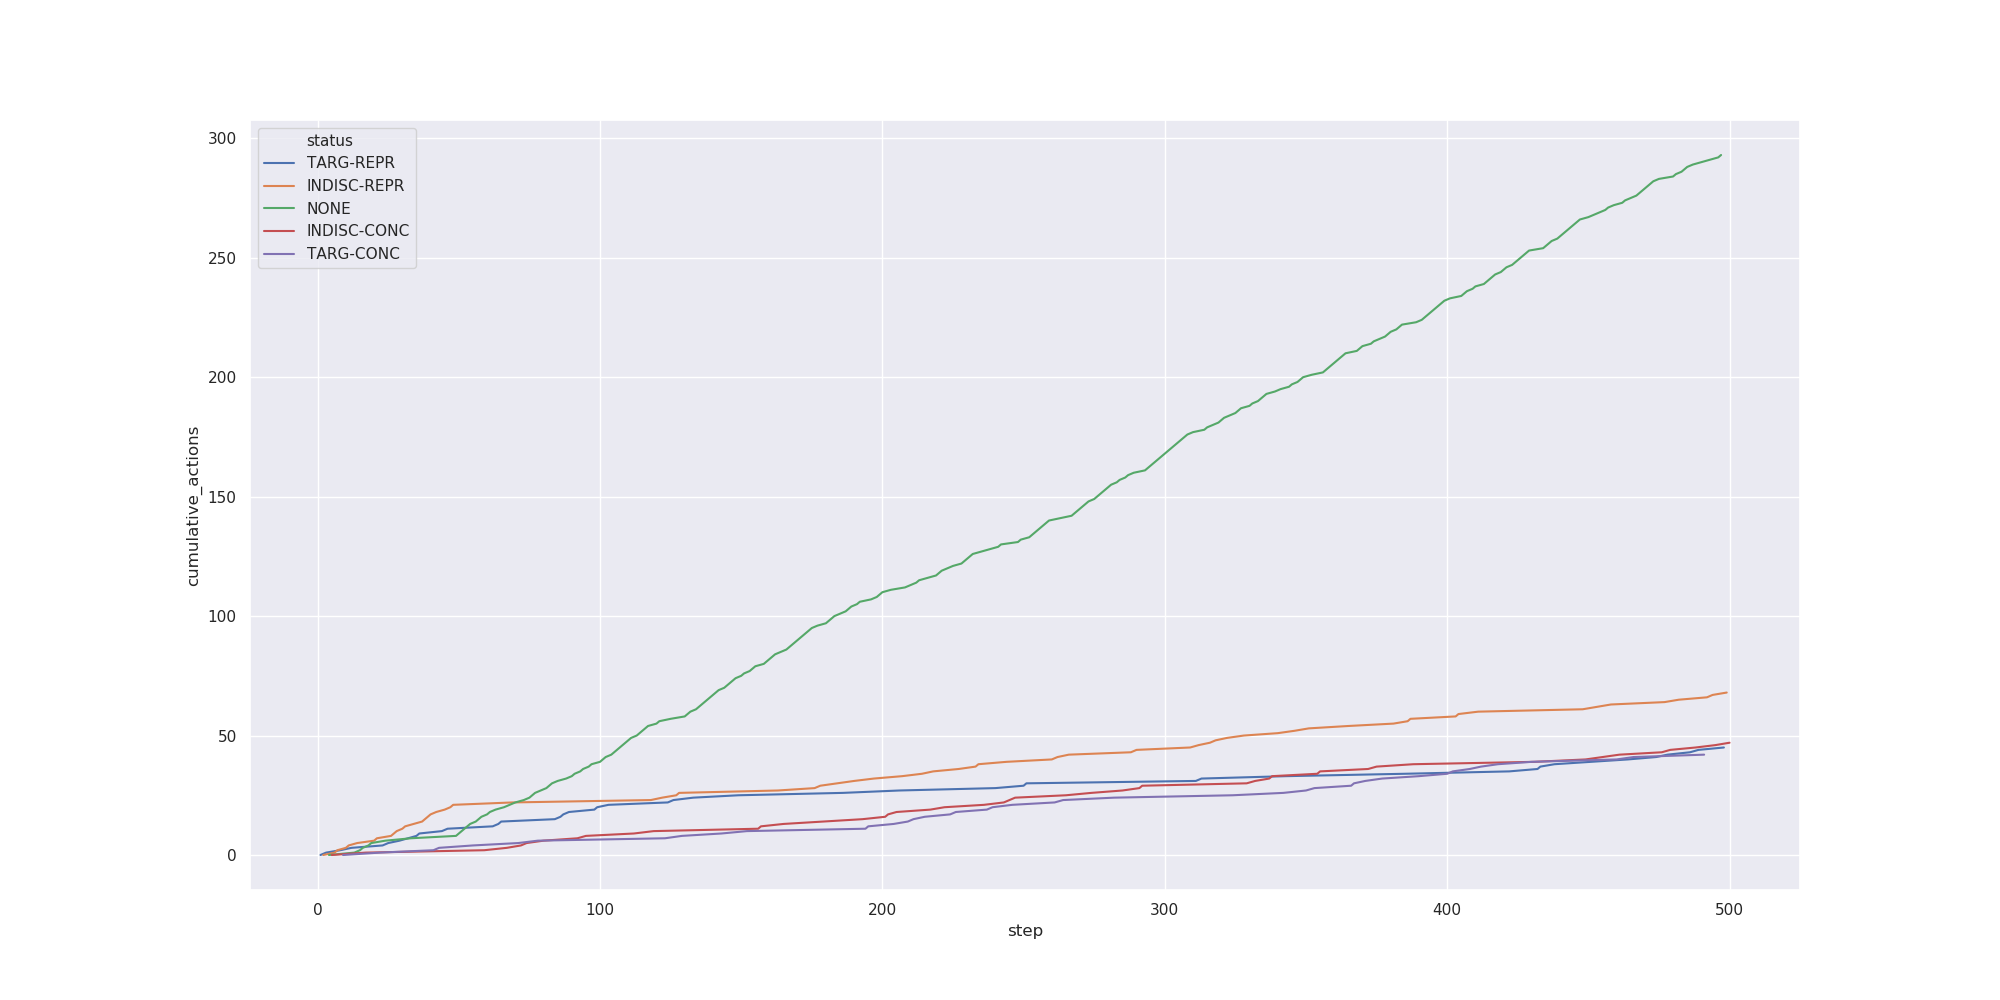 300
250
200
150
100
50
0
cumulative_actions
status
TARG-REPR
INDISC-REPR
NONE
INDISC-CONC
TARG-CONC
0 100 200 300 400 500
step